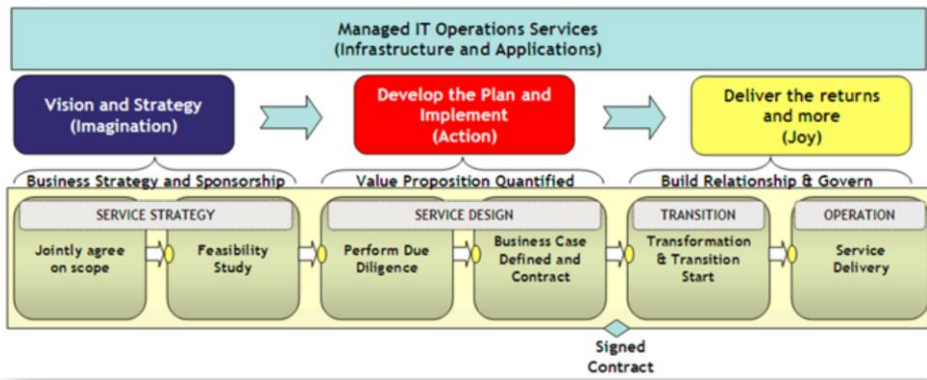 Managed IT Operations Services
(Infrastructure and Applications)
Vision and Strategy
(Imagination)
Develop the Plan and
Implement
(Action)
Deliver the returns
and more
(Joy)
Business Strategy and Sponsorship
Value Proposition Quantified
Build Relationship & Govern
SERVICE STRATEGY
SERVICE DESIGN
TRANSITION
OPERATION
Jointly agree
on scope
Feasibility
Study
Perform Due
Diligence
Business Case
Defined and
Contract
Transformation
& Transition
Start
Service
Delivery
Signed
Contract